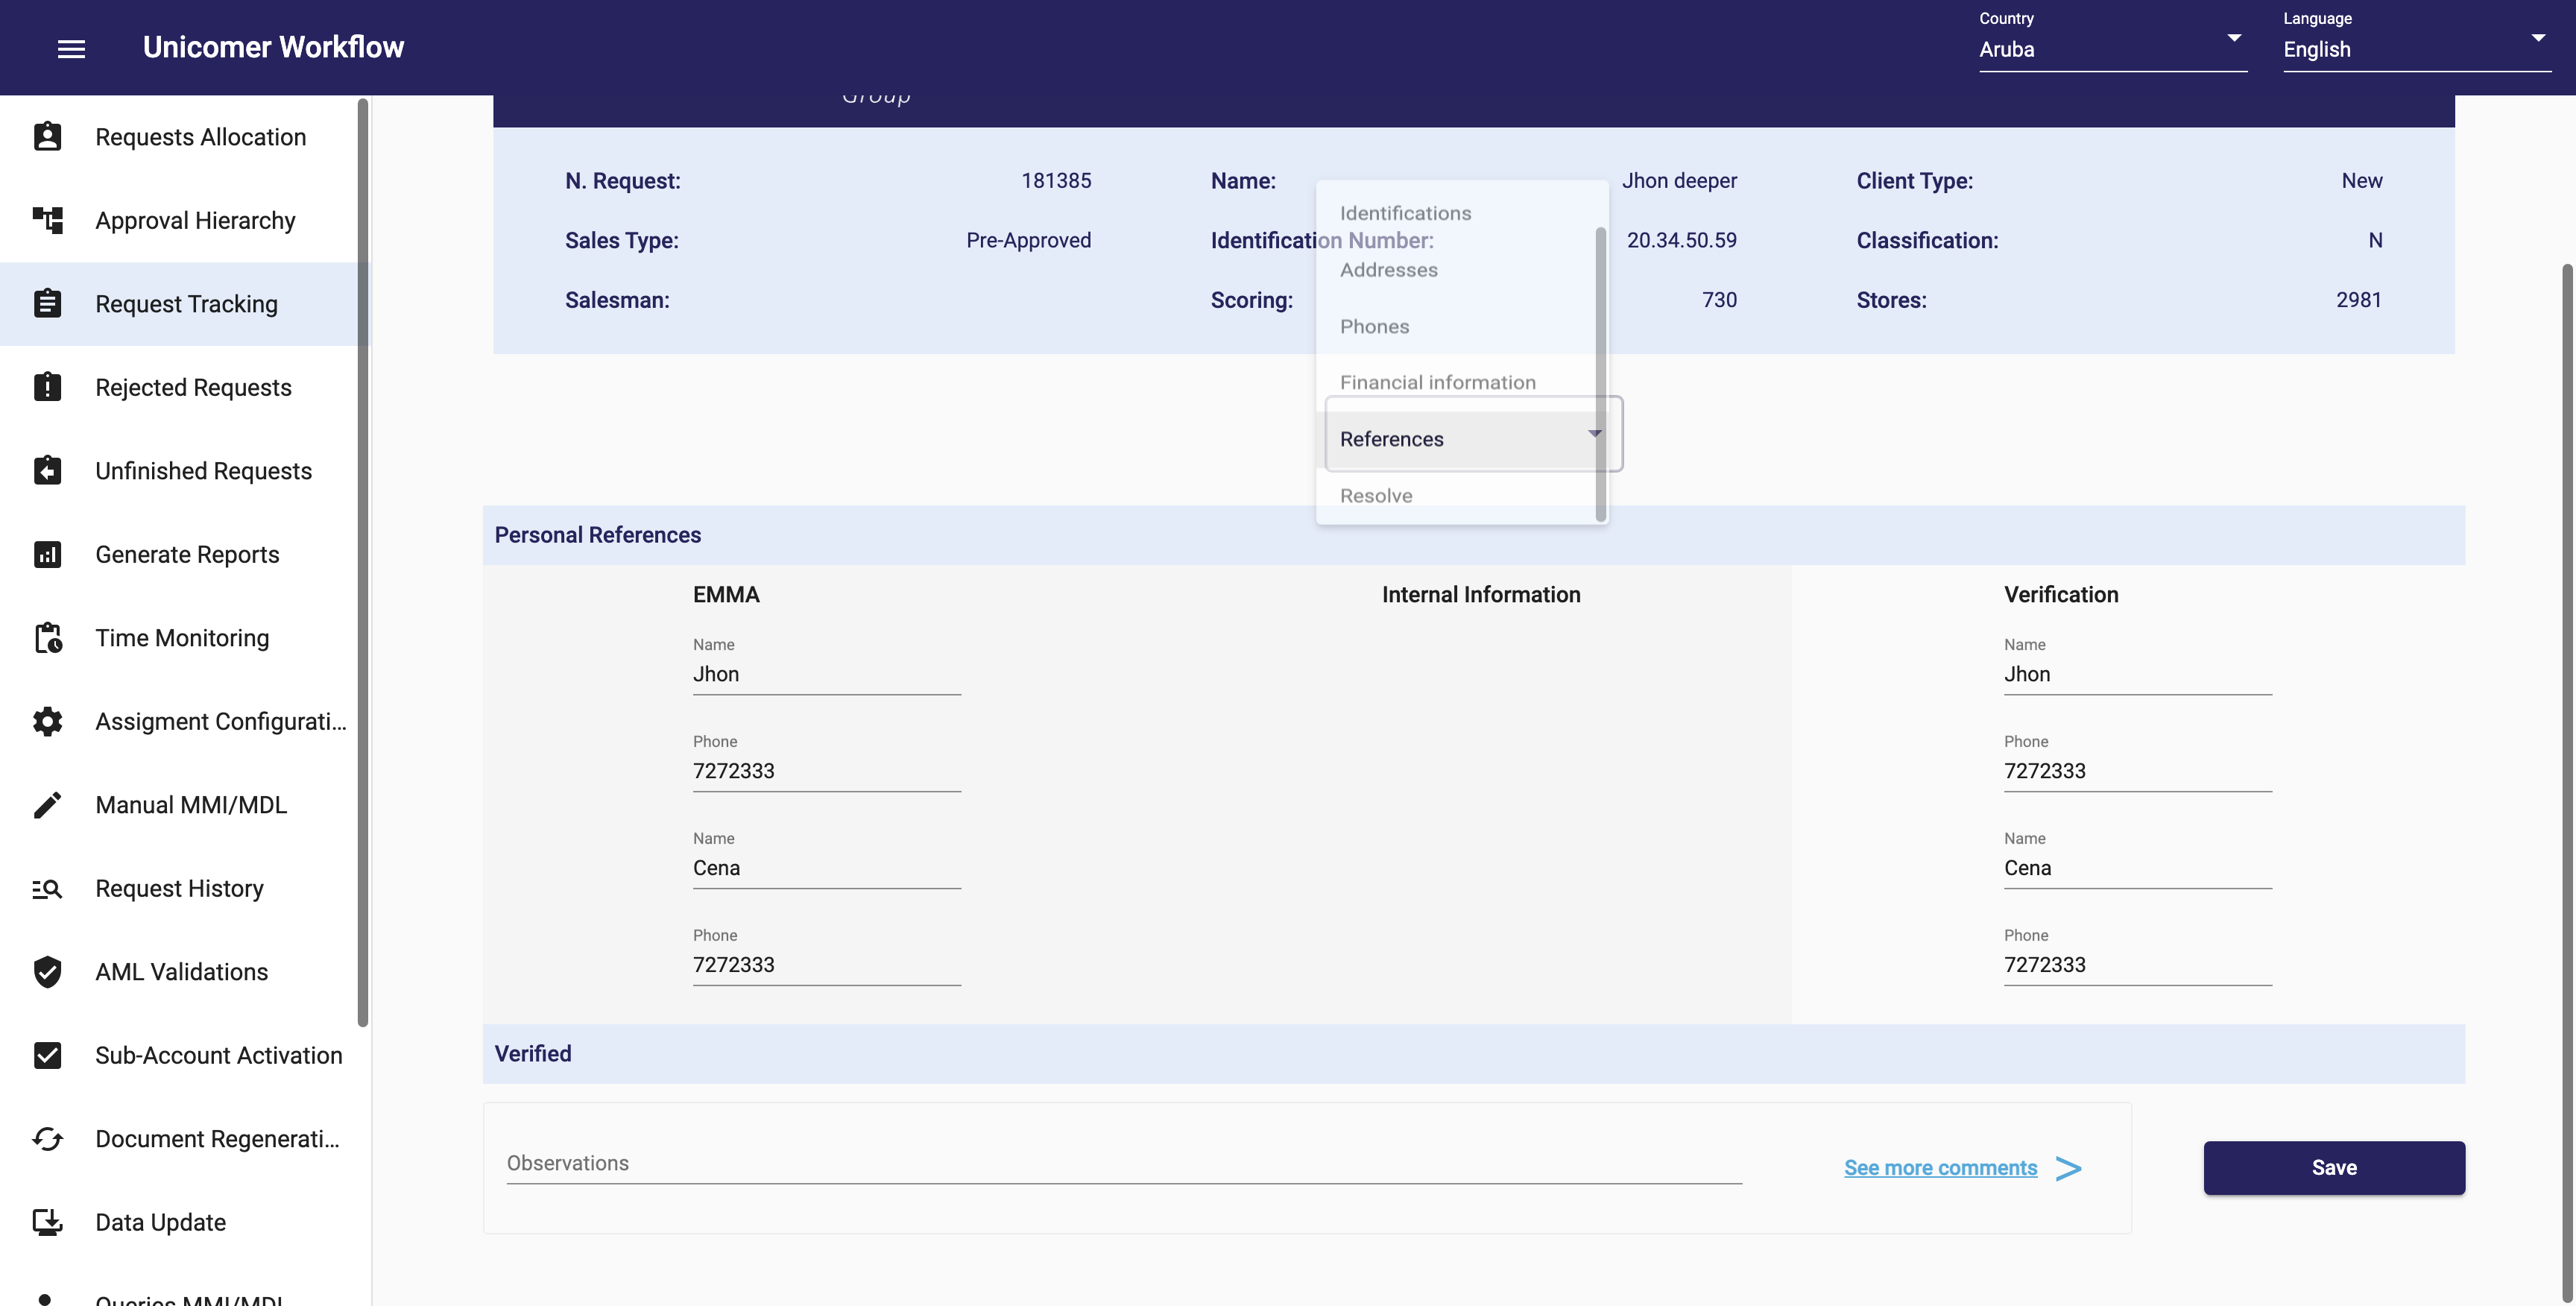 Unicomer Workflow
Country
Aruba
Language
English
Requests Allocation
Approval Hierarchy
Request Tracking
Rejected Requests
Unfinished Requests
Generate Reports
Time Monitoring
Assigment Configurati...
Manual MMI/MDL
Request History
AML Validations
Sub-Account Activation
Document Regenerati...
Data Update
Queries MMI/MDL
Group
N. Request: 181385
Name: Jhon deeper
Client Type: New
Sales Type: Pre-Approved
Identification Number: 20.34.50.59
Classification: N
Salesman:
Scoring: 730
Stores: 2981
Identifications
Addresses
Phones
Financial information
References
Resolve
Personal References
EMMA
Internal Information
Verification
Name
Jhon
Phone
7272333
Name
Cena
Phone
7272333
Name
Jhon
Phone
7272333
Name
Cena
Phone
7272333
Verified
Observations
See more comments >
Save